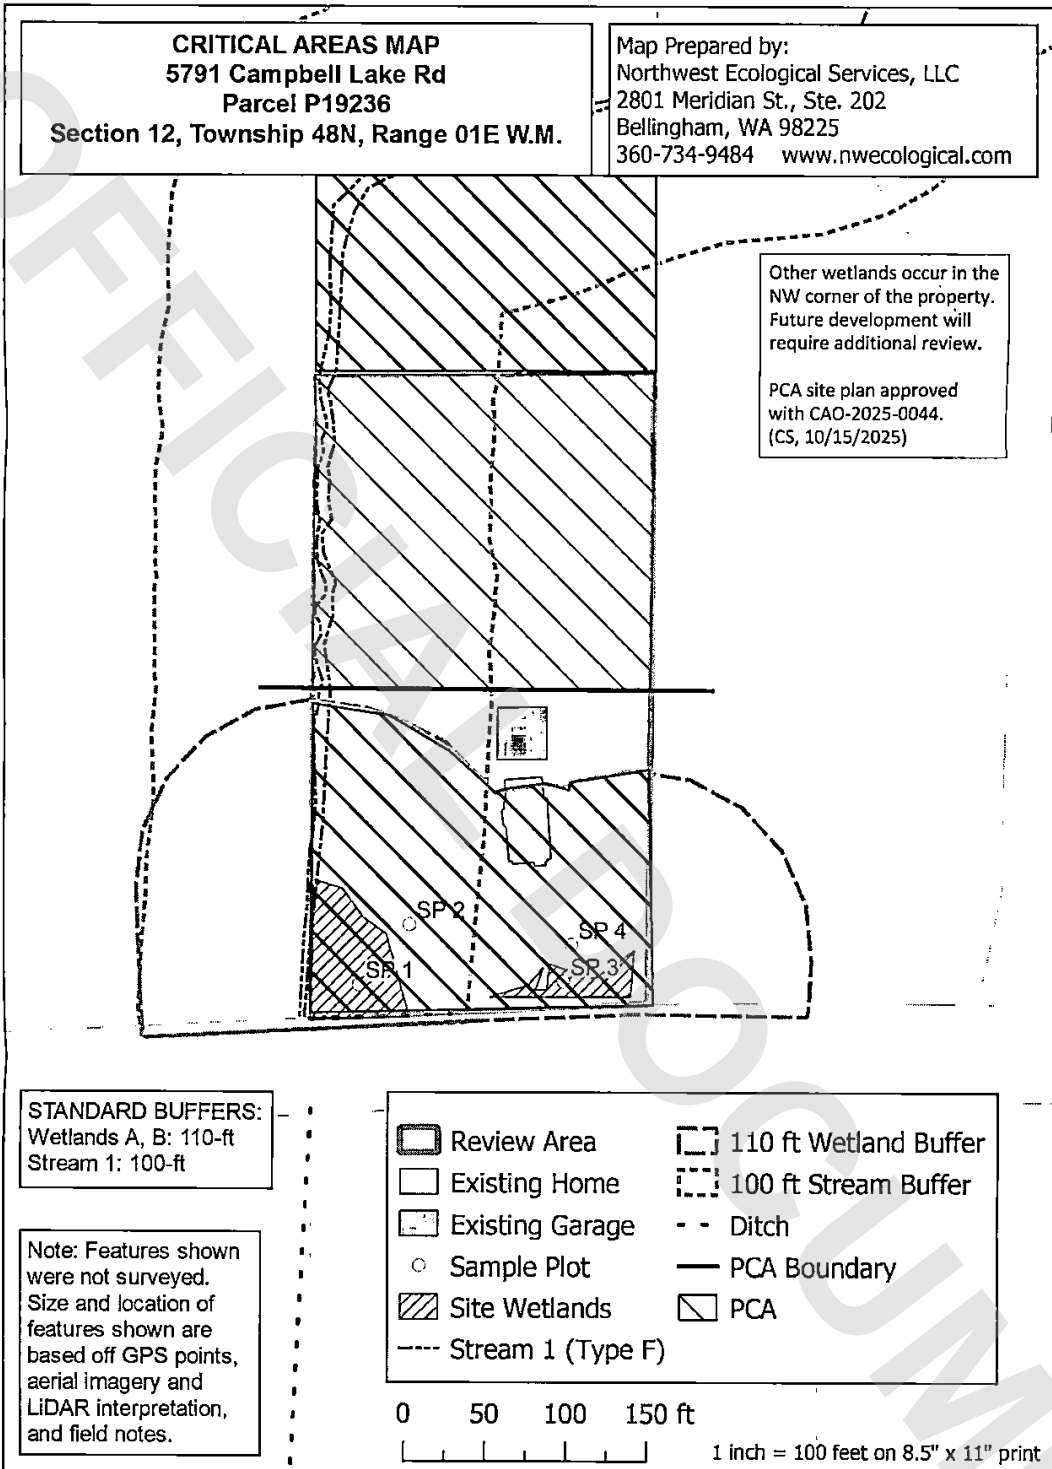 CRITICAL AREAS MAP
5791 Campbell Lake Rd
Parcel P19236
Section 12, Township 48N, Range 01E W.M.
Map Prepared by:
Northwest Ecological Services, LLC
2801 Meridian St., Ste. 202
Bellingham, WA 98225
360-734-9484 www.nwecological.com
Other wetlands occur in the
NW corner of the property.
Future development will
require additional review.
PCA site plan approved
with CAO-2025-0044.
(CS, 10/15/2025)
SP 2
SP 4
SP 1
SP 3
STANDARD BUFFERS:
Wetlands A, B: 110-ft
Stream 1: 100-ft
Note: Features shown
were not surveyed.
Size and location of
features shown are
based off GPS points,
aerial imagery and
LiDAR interpretation,
and field notes.
Review Area
Existing Home
Existing Garage
Sample Plot
Site Wetlands
Stream 1 (Type F)
110 ft Wetland Buffer
100 ft Stream Buffer
Ditch
PCA Boundary
PCA
0 50 100 150 ft
1 inch = 100 feet on 8.5" x 11" print
OFFICIAL DOCUM